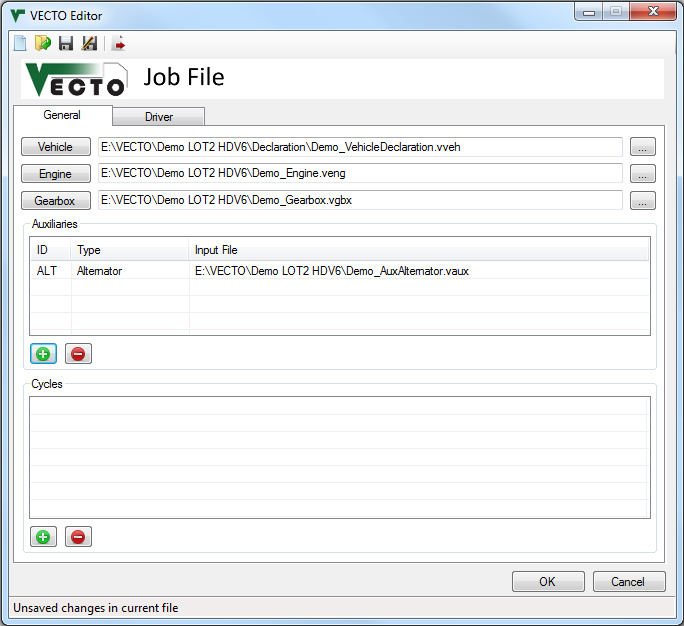 VECTO Editor
VECTO Job File
General Driver
Vehicle E:\VECTO\Demo LOT2 HDV6\Declaration\Demo_VehicleDeclaration.vveh ...
Engine E:\VECTO\Demo LOT2 HDV6\Demo_Engine.veng ...
Gearbox E:\VECTO\Demo LOT2 HDV6\Demo_Gearbox.vgbx ...
Auxiliaries
ID Type Input File
ALT Alternator E:\VECTO\Demo LOT2 HDV6\Demo_AuxAlternator.vaux
Cycles
OK Cancel
Unsaved changes in current file